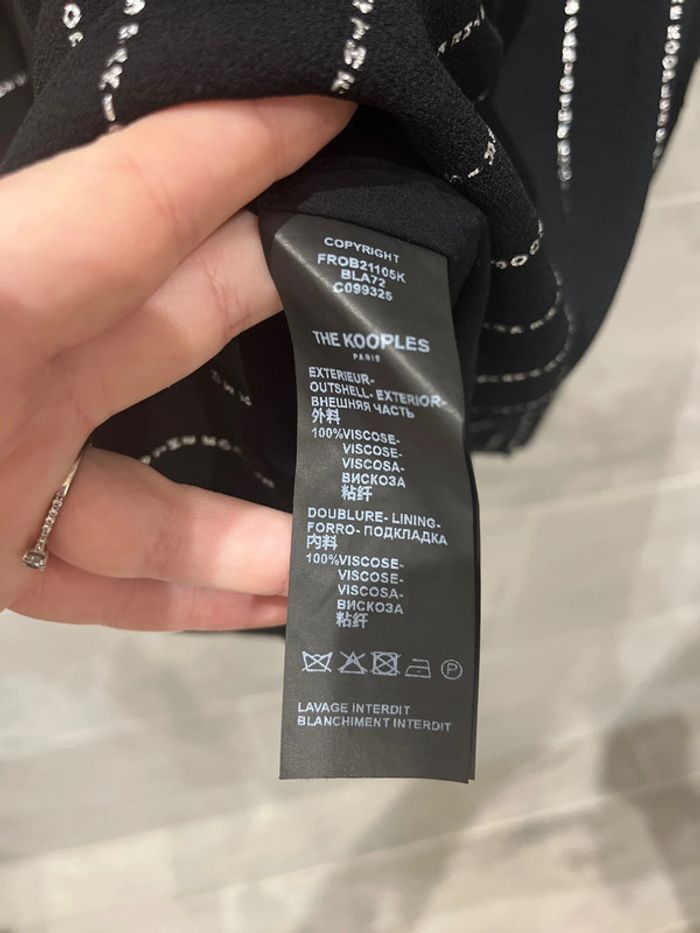 COPYRIGHT
FROB21105K
BLA72
C099325
THE KOOPLES
PARIS
EXTERIEUR-
OUTSHELL- EXTERIOR-
ВНЕШНЯЯ ЧАСТЬ
外料
100%VISCOSE-
VISCOSE-
VISCOSA-
ВИСКОЗА
粘纤
DOUBLURE- LINING-
FORRO- ПОДКЛАДКА
内料
100%VISCOSE-
VISCOSE-
VISCOSA-
ВИСКОЗА
粘纤
P
LAVAGE INTERDIT
BLANCHIMENT INTERDIT